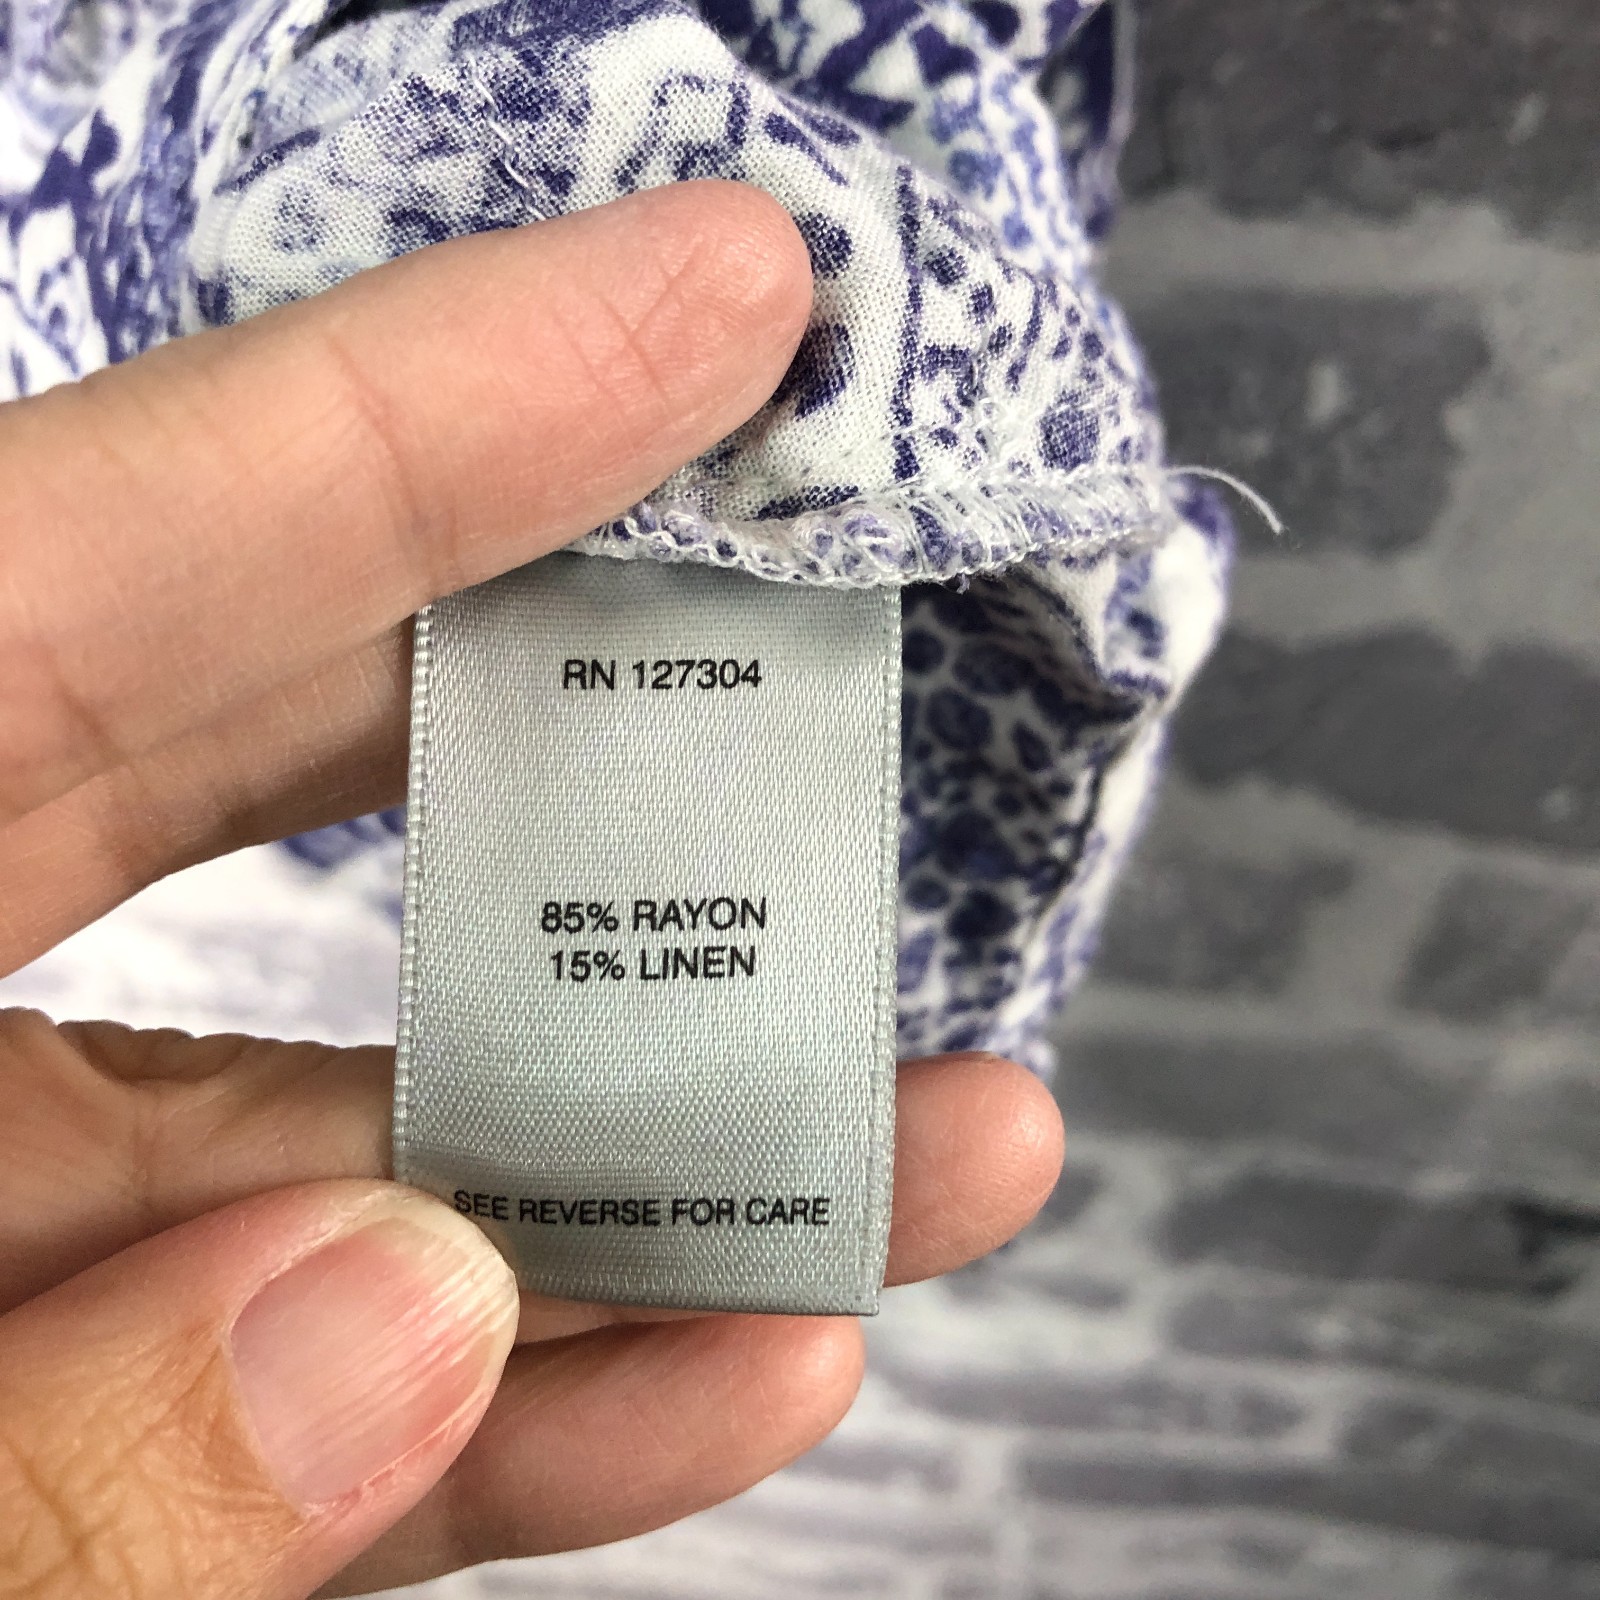 RN 127304
85% RAYON
15% LINEN
SEE REVERSE FOR CARE